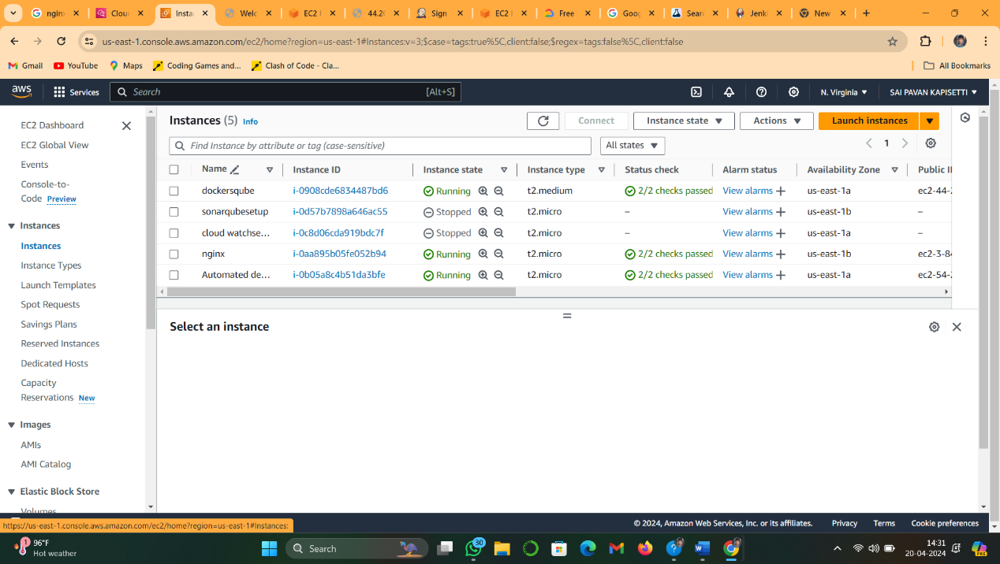 nginx
Cloud
Instan
Welc
EC2 I
44.20
Sign
EC2 I
Free
Goog
Searc
Jenki
New
us-east-1.console.aws.amazon.com/ec2/home?region=us-east-1#Instances:v=3;$case=tags:true%5C,client:false;$regex=tags:false%5C,client:false
Gmail YouTube Maps Coding Games and... Clash of Code - Cla... All Bookmarks
aws Services Search [Alt+S] N. Virginia SAI PAVAN KAPISETTI
EC2 Dashboard
EC2 Global View
Events
Console-to-
Code Preview
Instances
Instances
Instance Types
Launch Templates
Spot Requests
Savings Plans
Reserved Instances
Dedicated Hosts
Capacity
Reservations New
Images
AMIs
AMI Catalog
Elastic Block Store
Volumes
Instances (5) Info Connect Instance state Actions Launch instances
Find Instance by attribute or tag (case-sensitive) All states 1
Name Instance ID Instance state Instance type Status check Alarm status Availability Zone Public I
dockersqube i-0908cde6834487bd6 Running t2.medium 2/2 checks passed View alarms + us-east-1a ec2-44-2
sonarqubesetup i-0d57b7898a646ac55 Stopped t2.micro – View alarms + us-east-1b –
cloud watchse... i-0c8d06cda919bdc7f Stopped t2.micro – View alarms + us-east-1a –
nginx i-0aa895b05fe052b94 Running t2.micro 2/2 checks passed View alarms + us-east-1b ec2-3-84
Automated de... i-0b05a8c4b51da3bfe Running t2.micro 2/2 checks passed View alarms + us-east-1a ec2-54-2
Select an instance
https://us-east-1.console.aws.amazon.com/ec2/home?region=us-east-1#Instances:
© 2024, Amazon Web Services, Inc. or its affiliates. Privacy Terms Cookie preferences
1
96°F
Hot weather
Search
30
14:31
20-04-2024
PRE